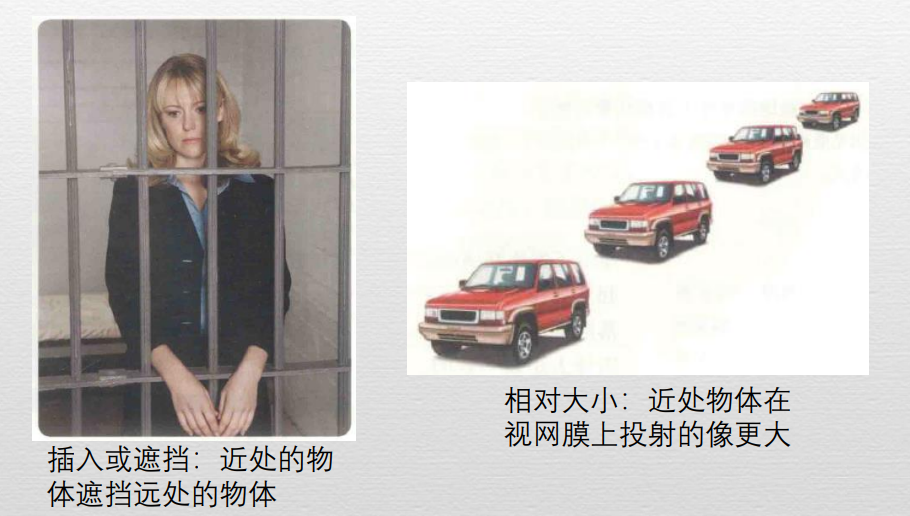 插入或遮挡：近处的物
体遮挡远处的物体
相对大小：近处物体在
视网膜上投射的像更大